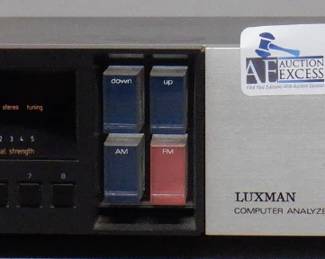 down up
stereo tuning
2 3 4 5
al strength
AM FM
7 8
AE AUCTION
EXCESS
LUXMAN
COMPUTER ANALYZE